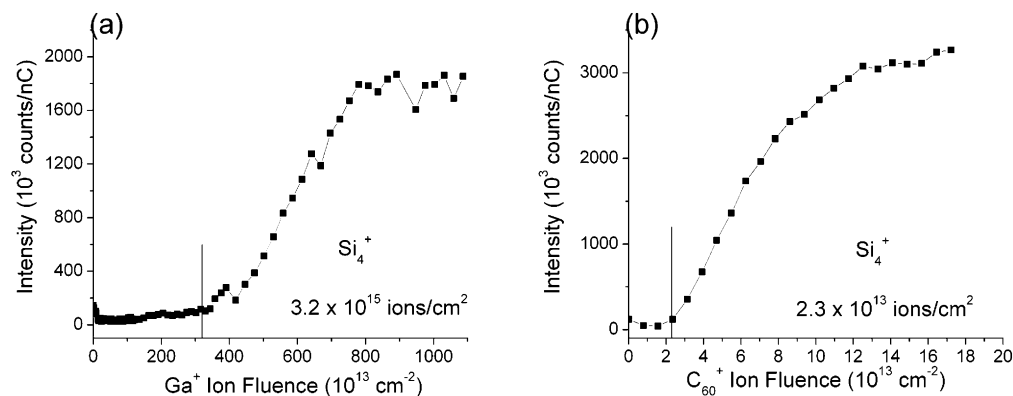 (a)
2000
1600
1200
800
400
0
Intensity (10³ counts/nC)
Si₄⁺
3.2 x 10¹⁵ ions/cm²
0 200 400 600 800 1000
Ga⁺ Ion Fluence (10¹³ cm⁻²)
(b)
3000
2000
1000
0
Intensity (10³ counts/nC)
Si₄⁺
2.3 x 10¹³ ions/cm²
0 2 4 6 8 10 12 14 16 18 20
C₆₀⁺ Ion Fluence (10¹³ cm⁻²)